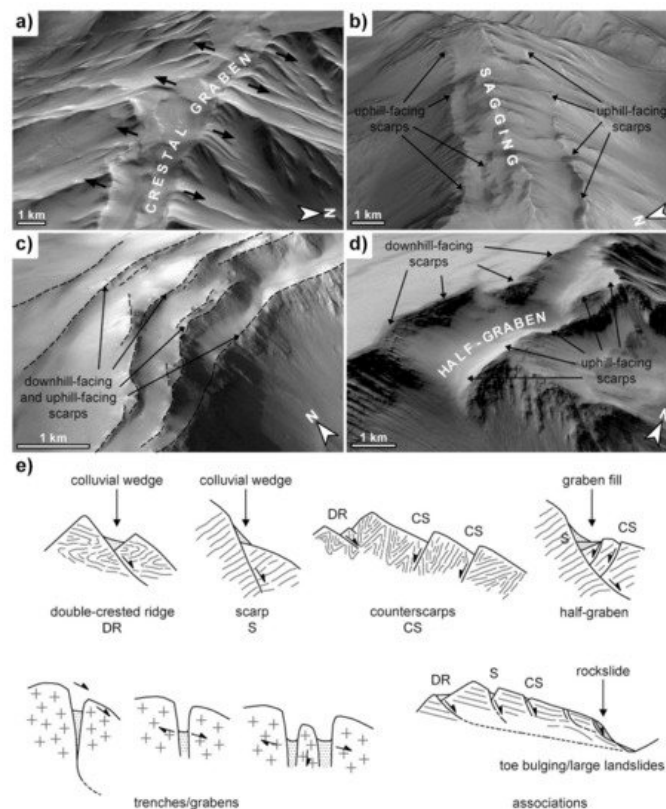 a)
CRESTAL GRABEN
1 km
N
b)
uphill-facing
scarps
SAGGING
uphill-facing
scarps
1 km
N
c)
downhill-facing
and uphill-facing
scarps
1 km
N
d)
downhill-facing
scarps
HALF-GRABEN
uphill-facing
scarps
1 km
N
e)
colluvial wedge
colluvial wedge
graben fill
DR
CS
CS
S
CS
double-crested ridge
DR
scarp
S
counterscarps
CS
half-graben
rockslide
DR
S
CS
toe bulging/large landslides
trenches/grabens
associations